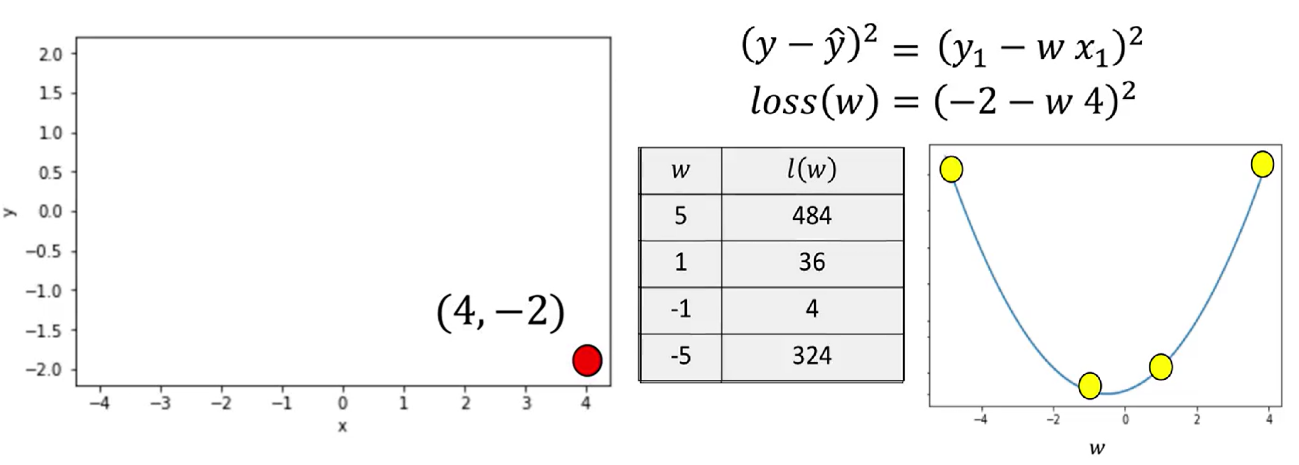 (y − ŷ)² = (y₁ − w x₁)²
loss(w) = (−2 − w 4)²
2.0
1.5
1.0
0.5
0.0
−0.5
−1.0
−1.5
−2.0
y
(4, −2)
−4 −3 −2 −1 0 1 2 3 4
x
w l(w)
5 484
1 36
-1 4
-5 324
−4 −2 0 2 4
w